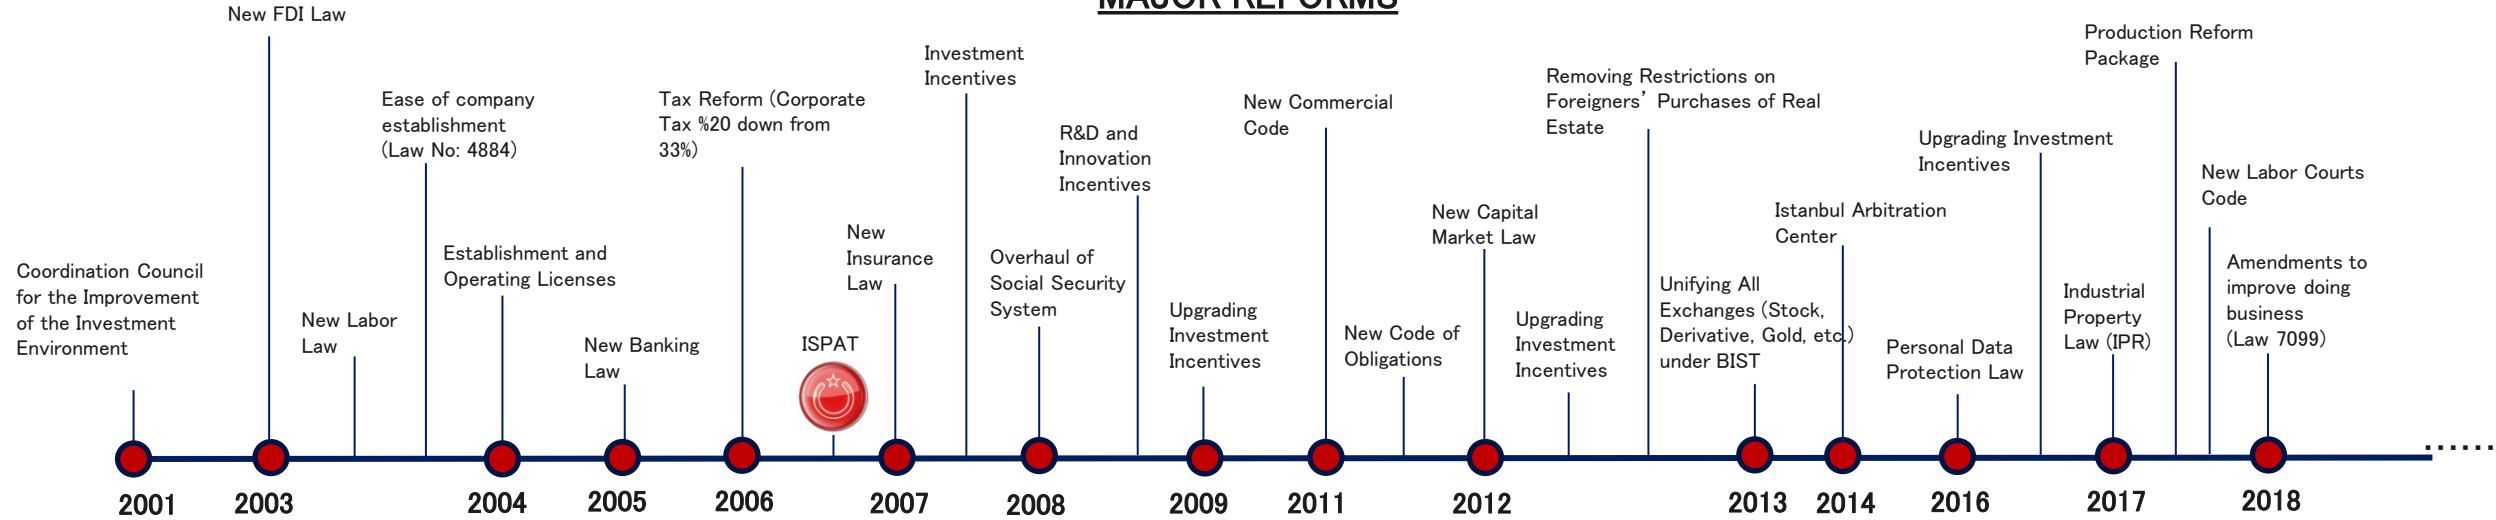 MAJOR REFORMS
New FDI Law
Coordination Council
for the Improvement
of the Investment
Environment
New Labor
Law
Ease of company
establishment
(Law No: 4884)
Establishment and
Operating Licenses
New Banking
Law
Tax Reform (Corporate
Tax %20 down from
33%)
ISPAT
New
Insurance
Law
Investment
Incentives
Overhaul of
Social Security
System
R&D and
Innovation
Incentives
Upgrading
Investment
Incentives
New Commercial
Code
New Code of
Obligations
New Capital
Market Law
Upgrading
Investment
Incentives
Removing Restrictions on
Foreigners’ Purchases of Real
Estate
Unifying All
Exchanges (Stock,
Derivative, Gold, etc.)
under BIST
Istanbul Arbitration
Center
Personal Data
Protection Law
Upgrading Investment
Incentives
Industrial
Property
Law (IPR)
Production Reform
Package
New Labor Courts
Code
Amendments to
improve doing
business
(Law 7099)
......
2001 2003 2004 2005 2006 2007 2008 2009 2011 2012 2013 2014 2016 2017 2018